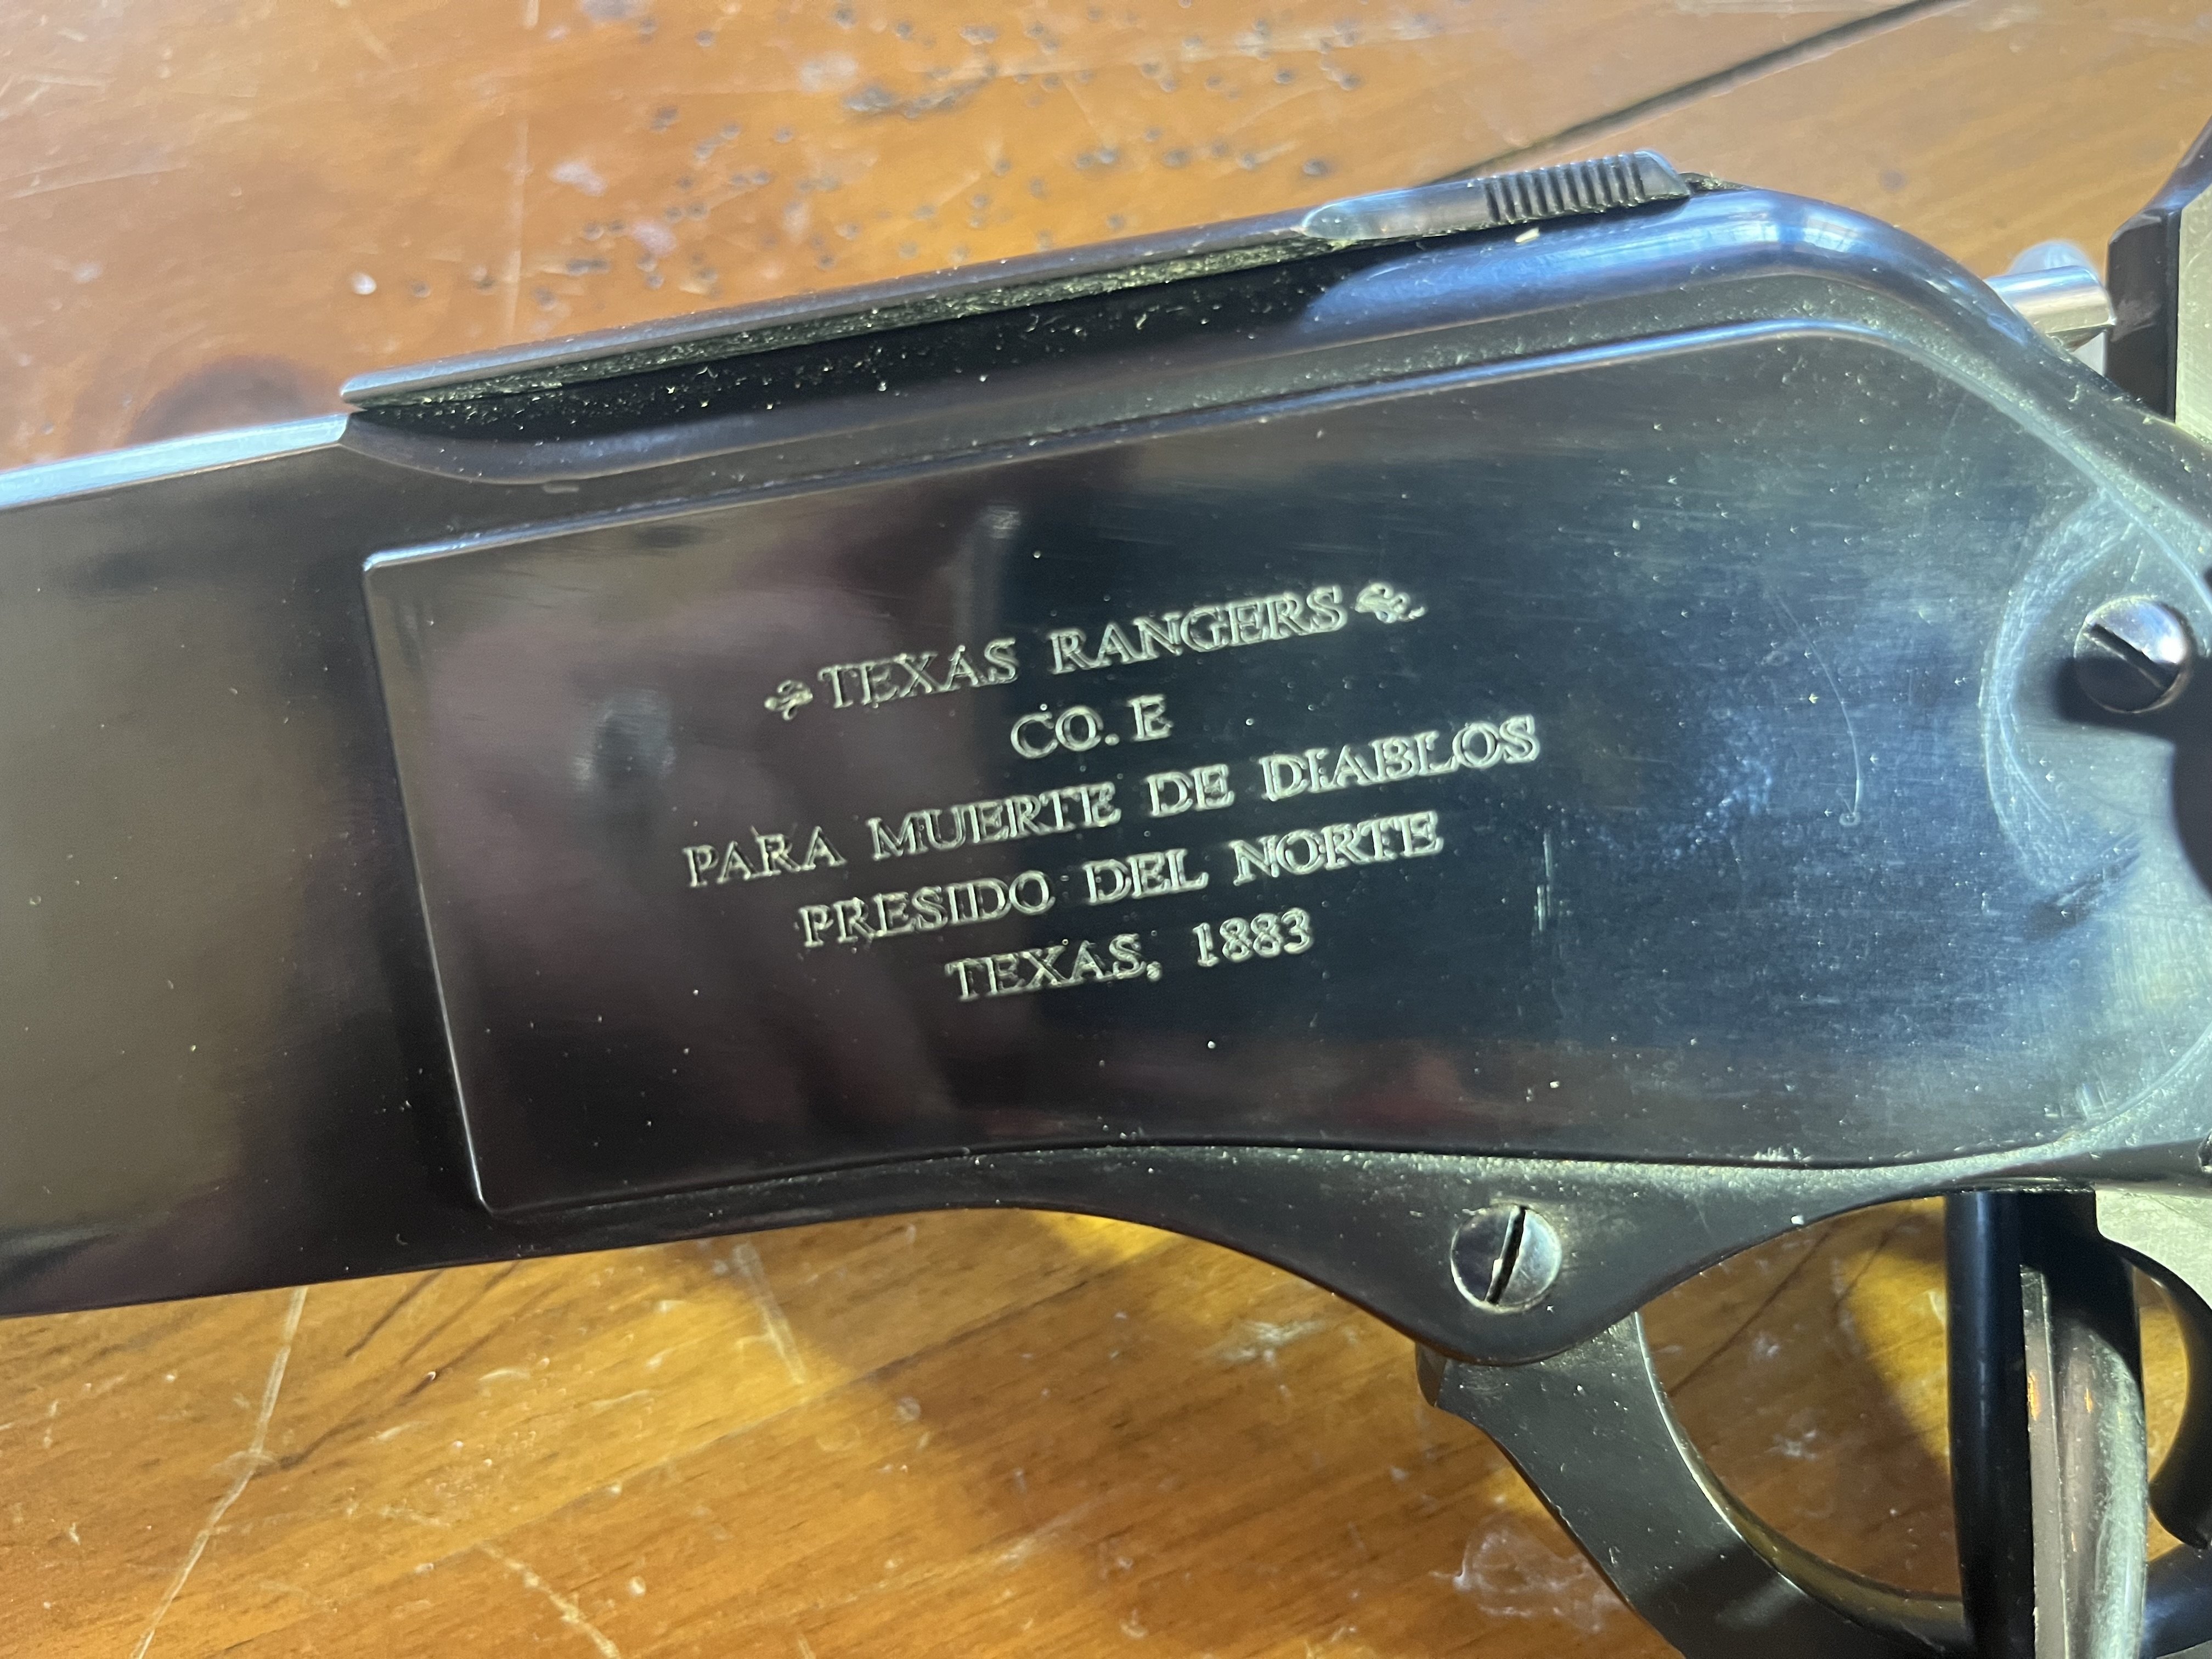 TEXAS RANGERS
CO. E
PARA MUERTE DE DIABLOS
PRESIDO DEL NORTE
TEXAS, 1883